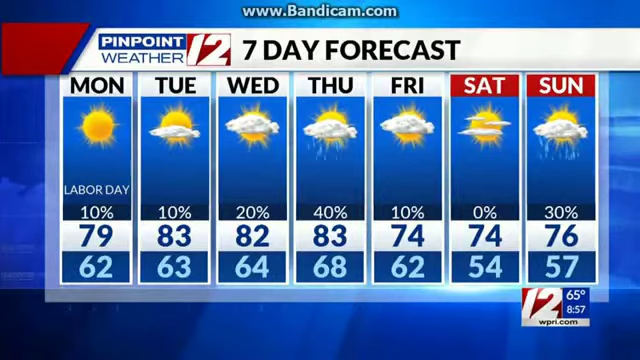 www.Bandicam.com
PINPOINT
WEATHER 12 7 DAY FORECAST
MON TUE WED THU FRI SAT SUN
LABOR DAY
10% 10% 20% 40% 10% 0% 30%
79 83 82 83 74 74 76
62 63 64 68 62 54 57
12 65°
8:57
wpri.com